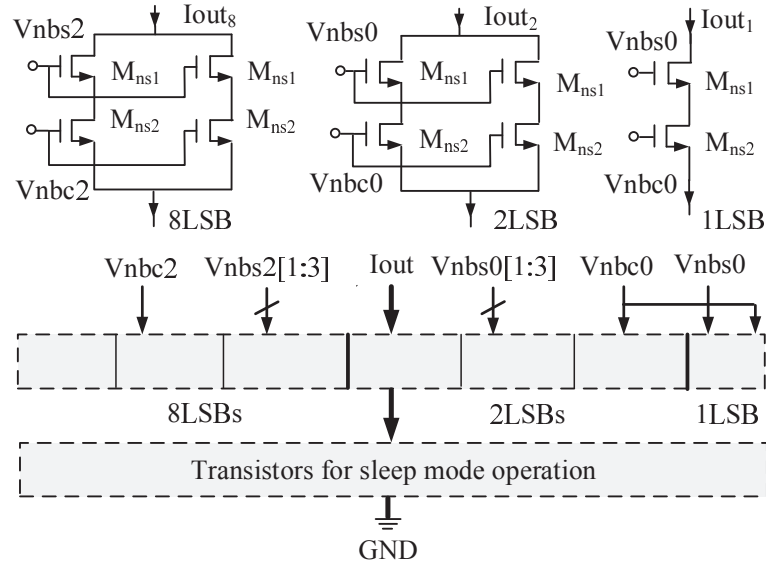 Iout8
Iout2
Iout1
Vnbs2
Vnbs0
Vnbs0
Mns1
Mns1
Mns1
Mns1
Mns1
Mns2
Mns2
Mns2
Mns2
Mns2
Vnbc2
Vnbc0
Vnbc0
8LSB
2LSB
1LSB
Vnbc2
Vnbs2[1:3]
Iout
Vnbs0[1:3]
Vnbc0
Vnbs0
8LSBs
2LSBs
1LSB
Transistors for sleep mode operation
GND